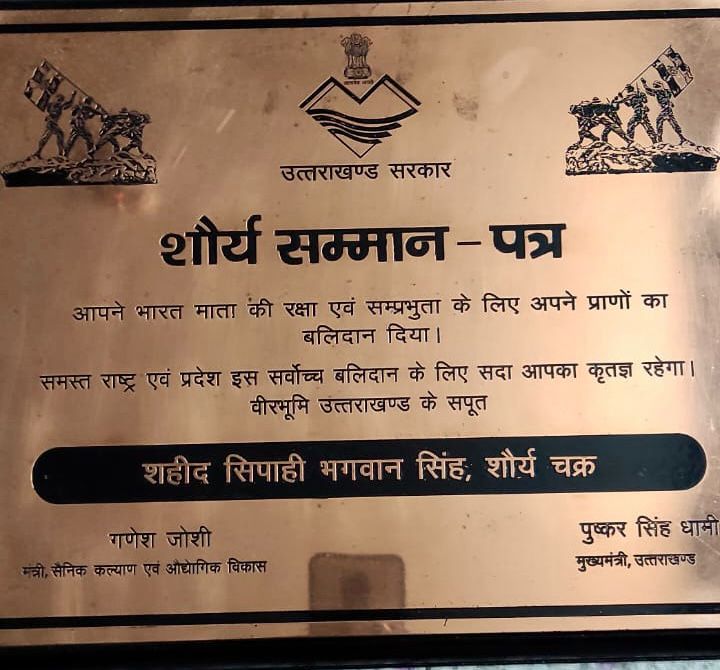 उत्तराखण्ड सरकार
शौर्य सम्मान - पत्र
आपने भारत माता की रक्षा एवं सम्प्रभुता के लिए अपने प्राणों का
बलिदान दिया।
समस्त राष्ट्र एवं प्रदेश इस सर्वोच्च बलिदान के लिए सदा आपका कृतज्ञ रहेगा।
वीरभूमि उत्तराखण्ड के सपूत
शहीद सिपाही भगवान सिंह, शौर्य चक्र
गणेश जोशी
मंत्री, सैनिक कल्याण एवं औद्योगिक विकास
पुष्कर सिंह धामी
मुख्यमंत्री, उत्तराखण्ड